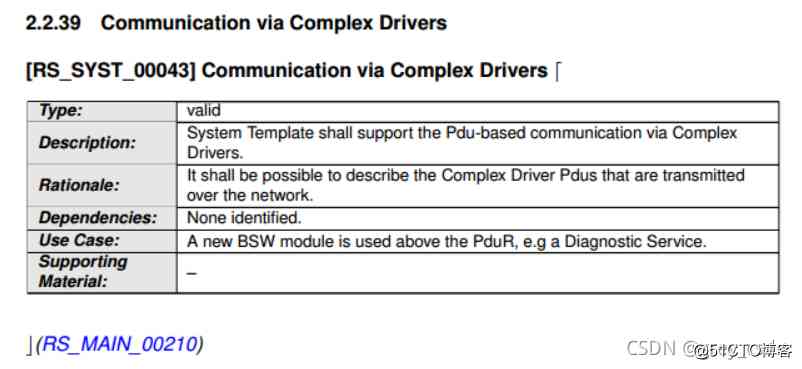 2.2.39 Communication via Complex Drivers
[RS_SYST_00043] Communication via Complex Drivers ⌈
Type: valid
Description: System Template shall support the Pdu-based communication via Complex
Drivers.
Rationale: It shall be possible to describe the Complex Driver Pdus that are transmitted
over the network.
Dependencies: None identified.
Use Case: A new BSW module is used above the PduR, e.g a Diagnostic Service.
Supporting
Material: –
⌋(RS_MAIN_00210)
CSDN
@51CTO博客